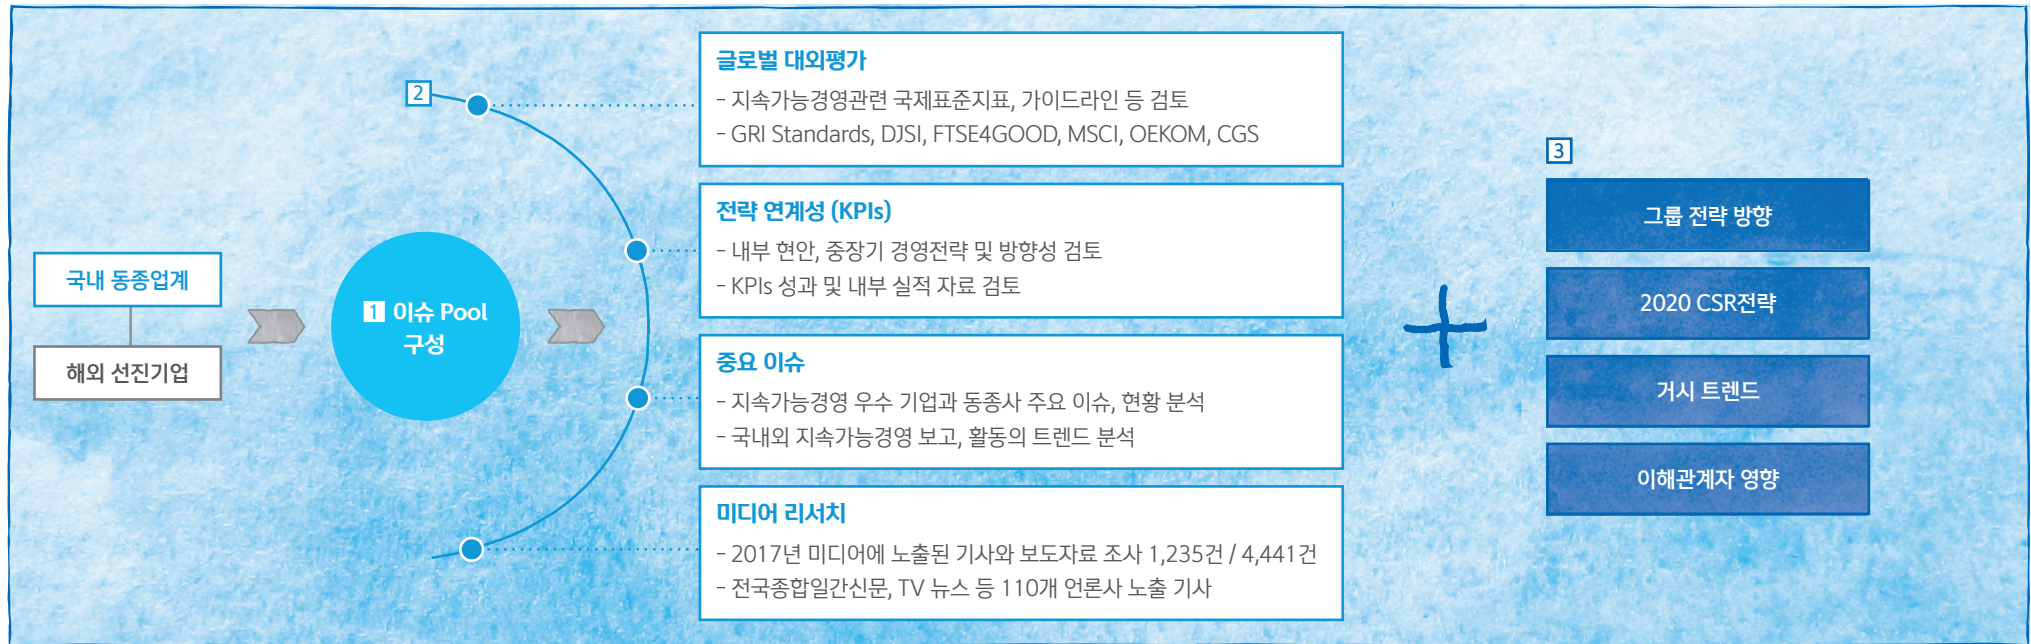 국내 동종업계
해외 선진기업
1 이슈 Pool
구성
2
글로벌 대외평가
- 지속가능경영관련 국제표준지표, 가이드라인 등 검토
- GRI Standards, DJSI, FTSE4GOOD, MSCI, OEKOM, CGS
전략 연계성 (KPIs)
- 내부 현안, 중장기 경영전략 및 방향성 검토
- KPIs 성과 및 내부 실적 자료 검토
중요 이슈
- 지속가능경영 우수 기업과 동종사 주요 이슈, 현황 분석
- 국내외 지속가능경영 보고, 활동의 트렌드 분석
미디어 리서치
- 2017년 미디어에 노출된 기사와 보도자료 조사 1,235건 / 4,441건
- 전국종합일간신문, TV 뉴스 등 110개 언론사 노출 기사
+
3
그룹 전략 방향
2020 CSR전략
거시 트렌드
이해관계자 영향